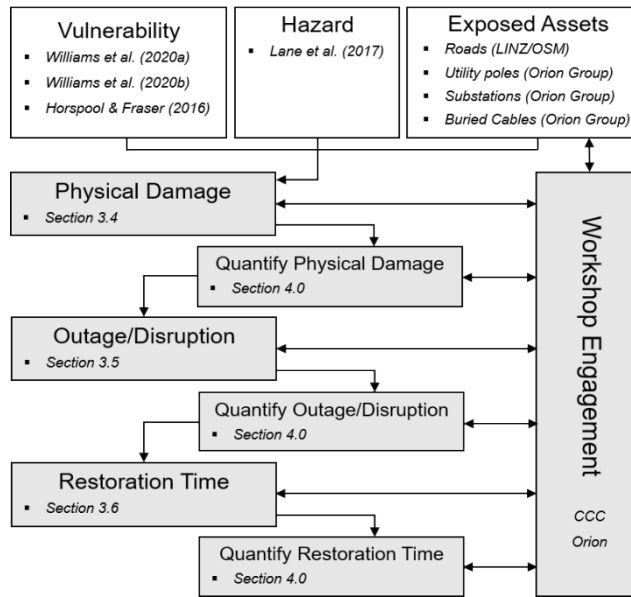 Vulnerability
▪ Williams et al. (2020a)
▪ Williams et al. (2020b)
▪ Horspool & Fraser (2016)
Hazard
▪ Lane et al. (2017)
Exposed Assets
▪ Roads (LINZ/OSM)
▪ Utility poles (Orion Group)
▪ Substations (Orion Group)
▪ Buried Cables (Orion Group)
Physical Damage
▪ Section 3.4
Quantify Physical Damage
▪ Section 4.0
Outage/Disruption
▪ Section 3.5
Quantify Outage/Disruption
▪ Section 4.0
Restoration Time
▪ Section 3.6
Quantify Restoration Time
▪ Section 4.0
Workshop Engagement
CCC
Orion